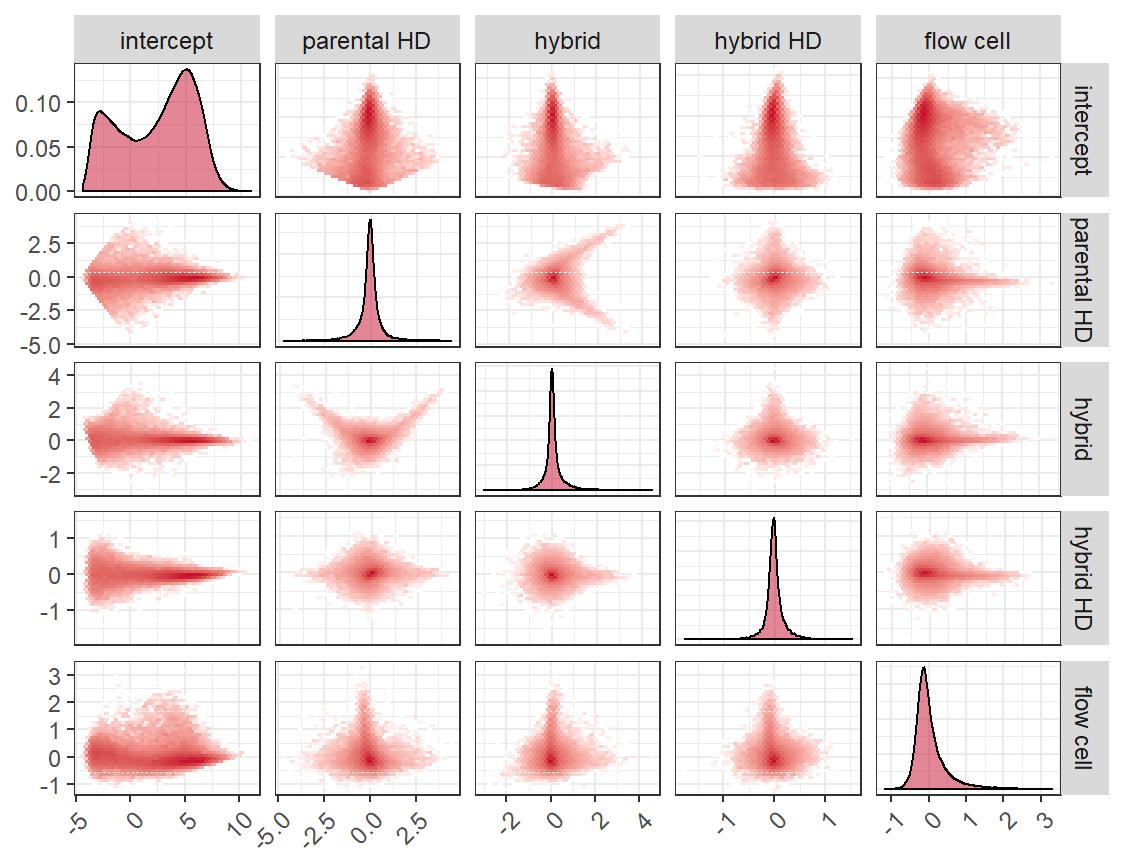 intercept parental HD hybrid hybrid HD flow cell
0.10
0.05
0.00
intercept
2.5
0.0
-2.5
-5.0
parental HD
4
2
0
-2
hybrid
1
0
-1
hybrid HD
3
2
1
0
-1
flow cell
-5 0 5 10 -5.0 -2.5 0.0 2.5 -2 0 2 4 -1 0 1 -1 0 1 2 3